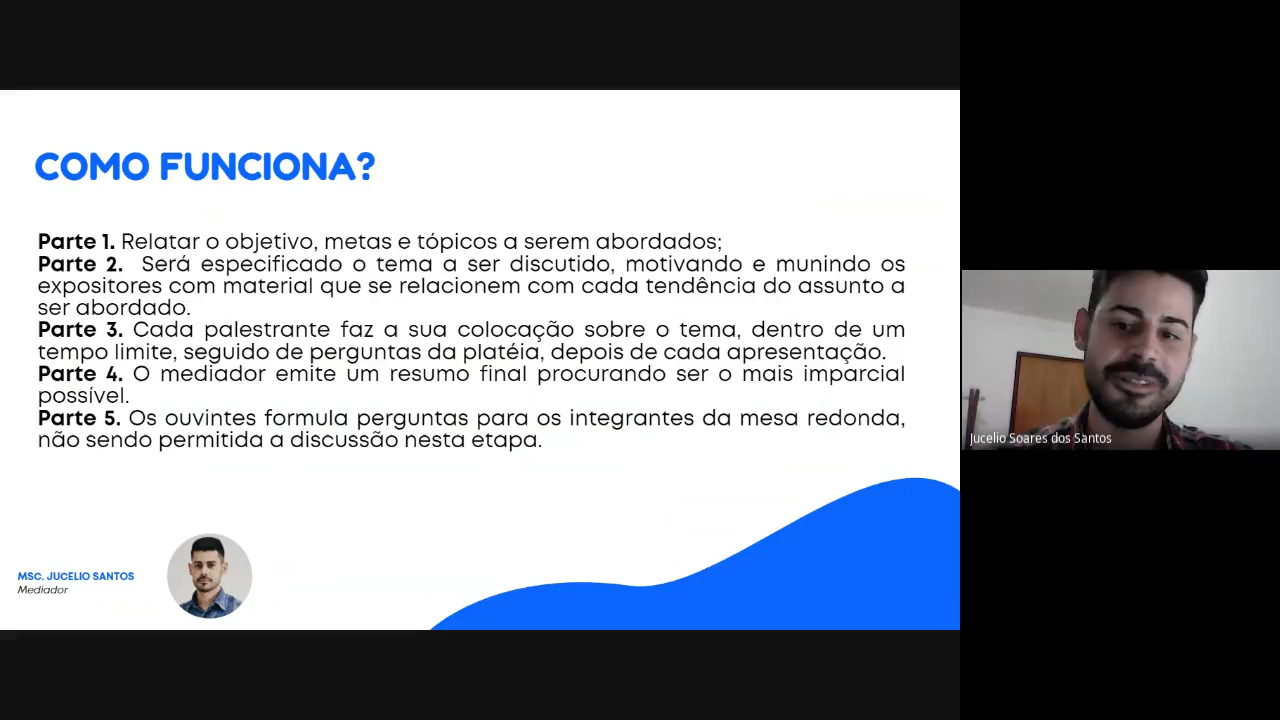 COMO FUNCIONA?
Parte 1. Relatar o objetivo, metas e tópicos a serem abordados;
Parte 2. Será especificado o tema a ser discutido, motivando e munindo os
expositores com material que se relacionem com cada tendência do assunto a
ser abordado.
Parte 3. Cada palestrante faz a sua colocação sobre o tema, dentro de um
tempo limite, seguido de perguntas da platéia, depois de cada apresentação.
Parte 4. O mediador emite um resumo final procurando ser o mais imparcial
possível.
Parte 5. Os ouvintes formula perguntas para os integrantes da mesa redonda,
não sendo permitida a discussão nesta etapa.
MSC. JUCELIO SANTOS
Mediador
Jucelio Soares dos Santos